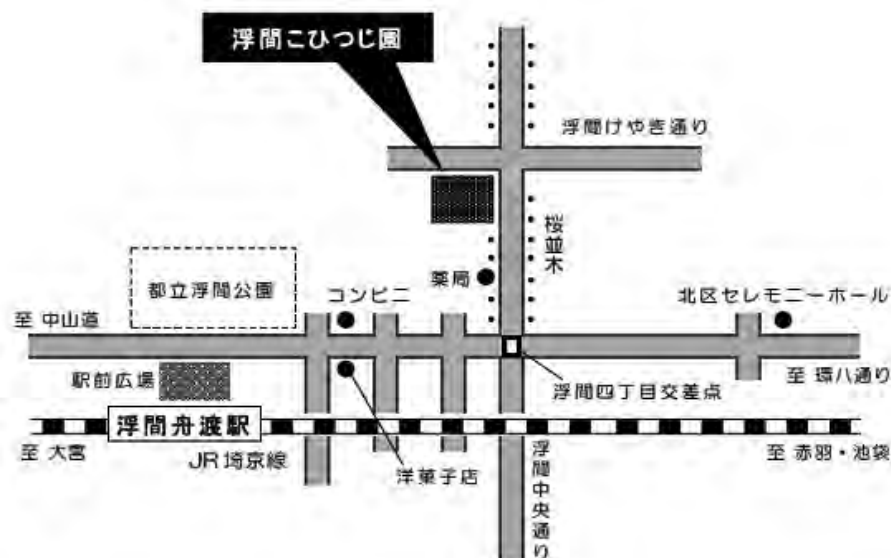 浮間こひつじ園
浮間けやき通り
桜並木
薬局
都立浮間公園
コンビニ
北区セレモニーホール
至 中山道
駅前広場
浮間四丁目交差点
至 環八通り
浮間舟渡駅
至 大宮
JR埼京線
洋菓子店
浮間中央通り
至 赤羽・池袋